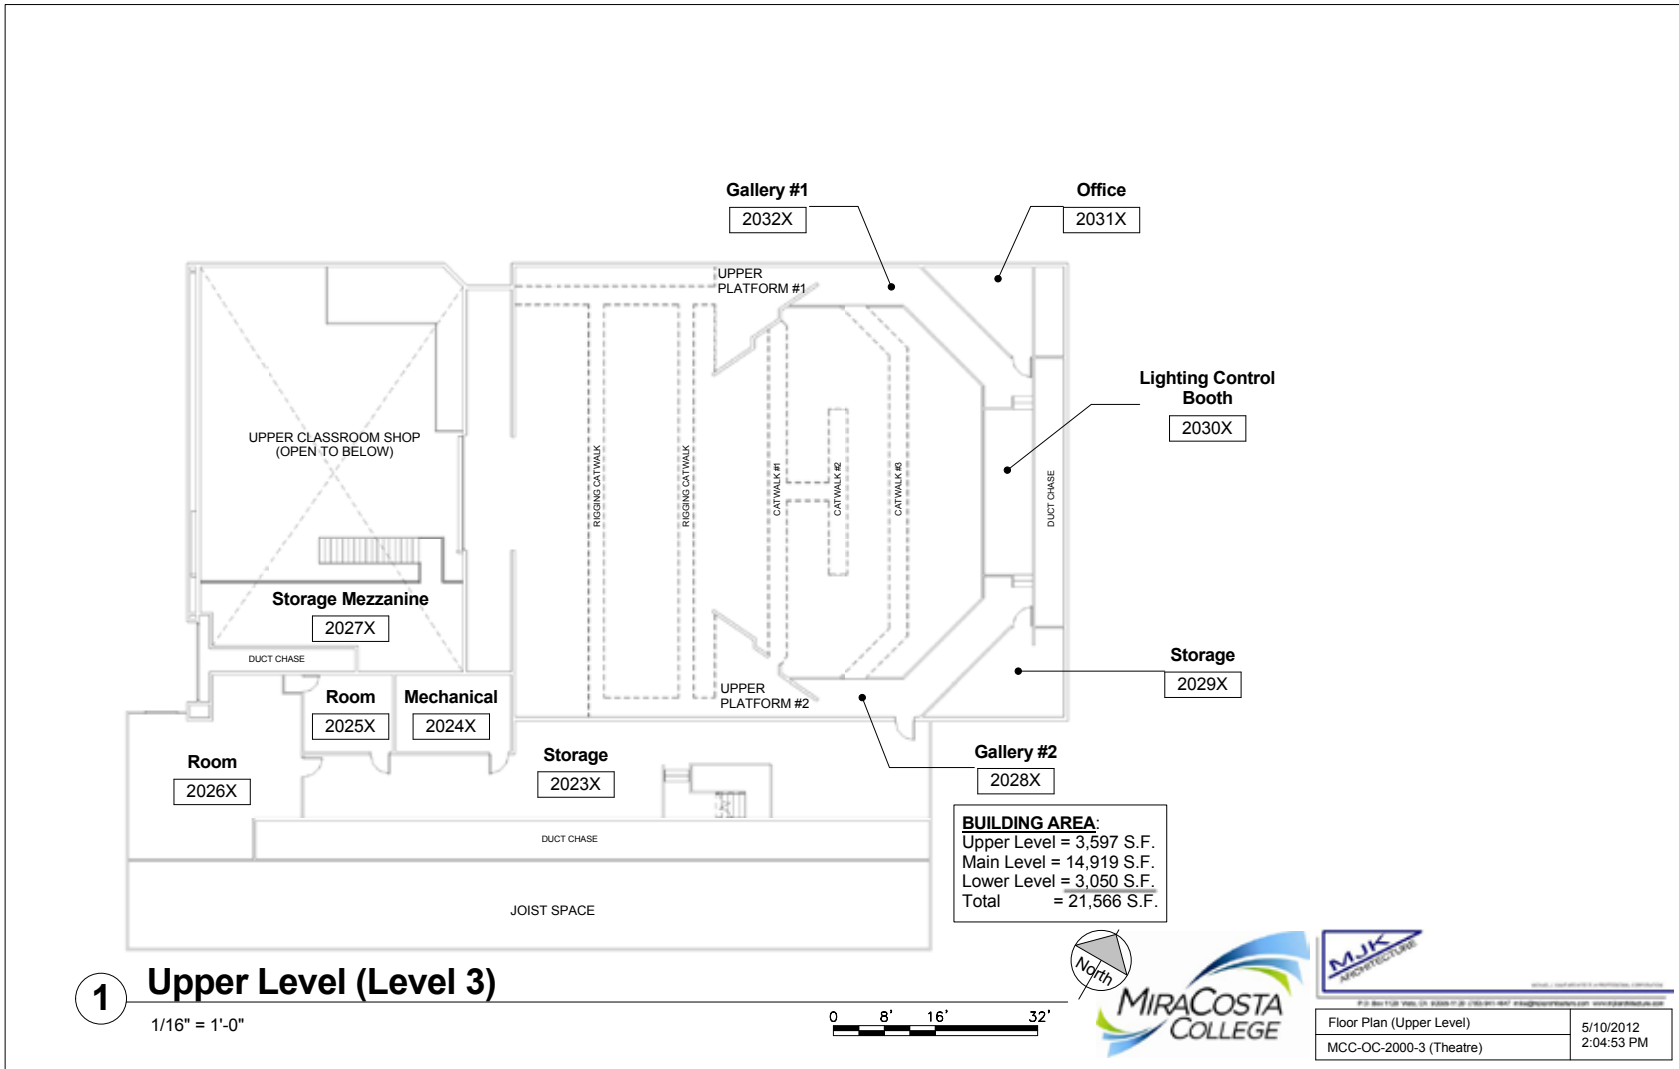 Gallery #1
2032X
Office
2031X
UPPER
PLATFORM #1
Lighting Control
Booth
2030X
UPPER CLASSROOM SHOP
(OPEN TO BELOW)
RIGGING CATWALK
RIGGING CATWALK
CATWALK #1
CATWALK #2
CATWALK #3
DUCT CHASE
Storage Mezzanine
2027X
DUCT CHASE
Storage
2029X
Room
2025X
Mechanical
2024X
UPPER
PLATFORM #2
Room
2026X
Storage
2023X
Gallery #2
2028X
DUCT CHASE
JOIST SPACE
BUILDING AREA:
Upper Level = 3,597 S.F.
Main Level = 14,919 S.F.
Lower Level = 3,050 S.F.
Total = 21,566 S.F.
1
Upper Level (Level 3)
1/16" = 1'-0"
0 8' 16' 32'
North
MIRACOSTA
COLLEGE
MJK
ARCHITECTURE
Floor Plan (Upper Level)
MCC-OC-2000-3 (Theatre)
5/10/2012
2:04:53 PM